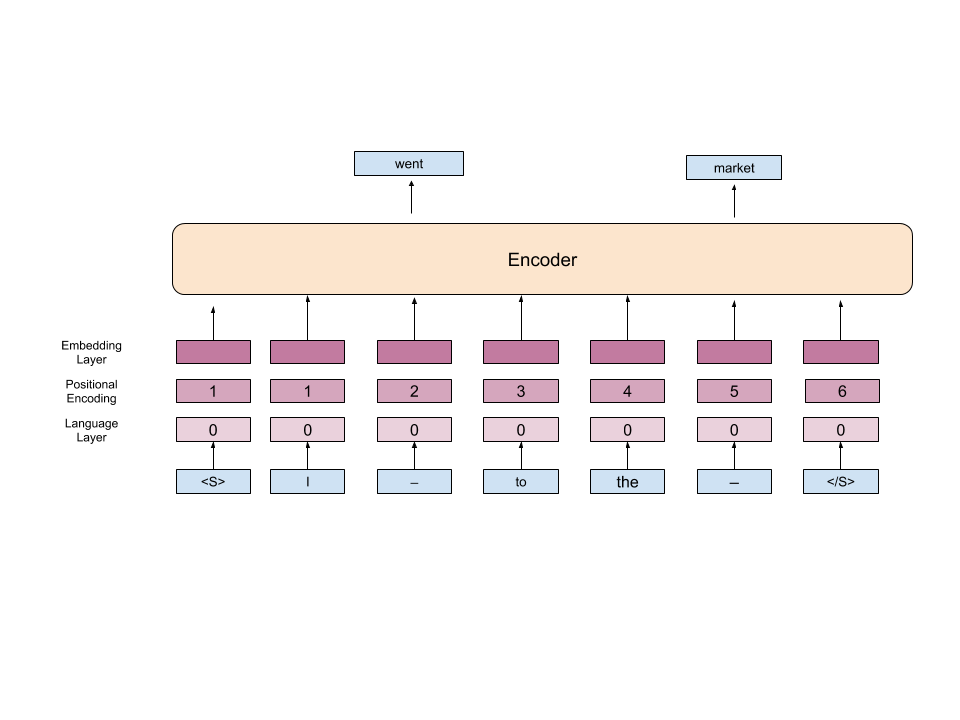 went
market
Encoder
Embedding
Layer
Positional
Encoding
1 1 2 3 4 5 6
Language
Layer
0 0 0 0 0 0 0
<S> I – to the – </S>